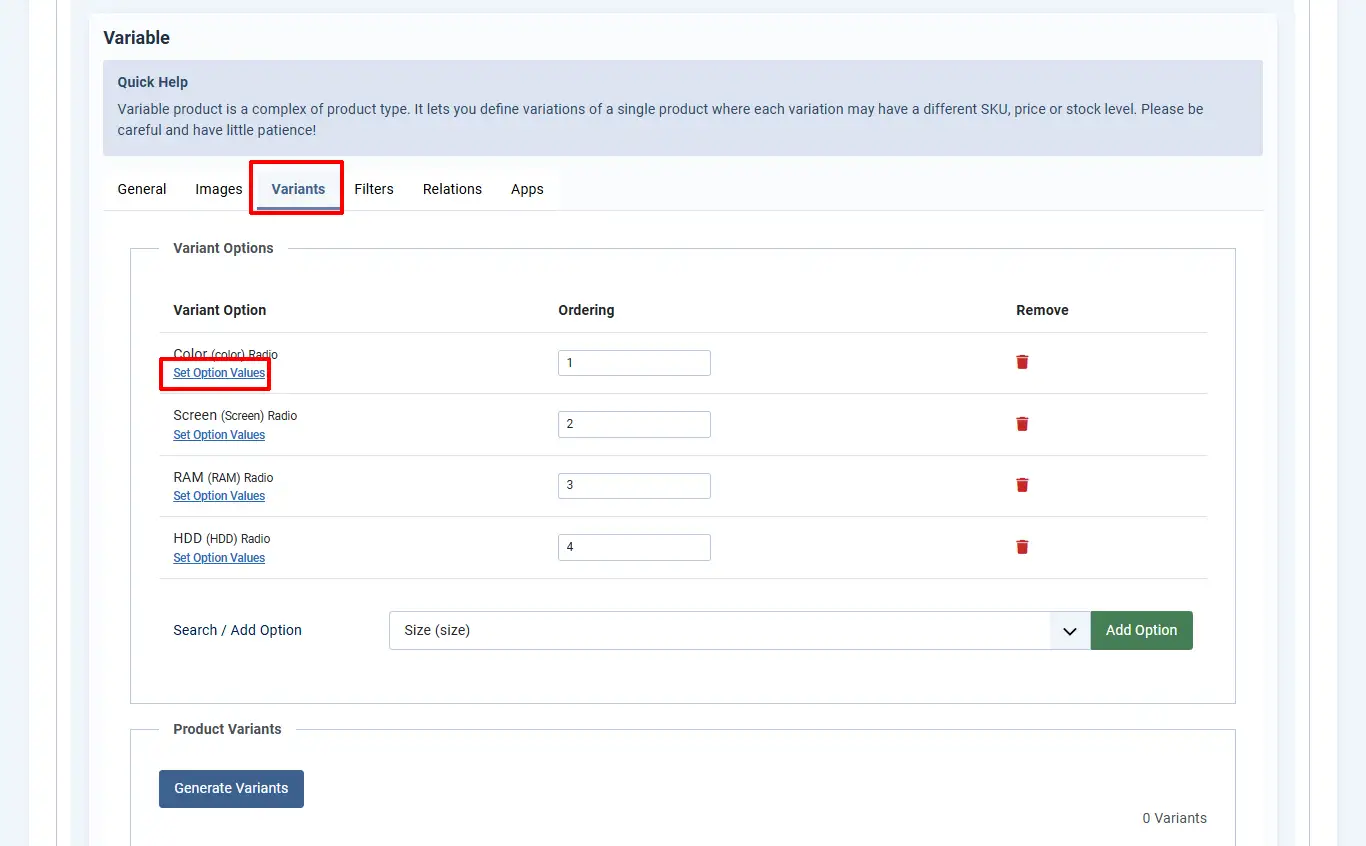 Variable
Quick Help
Variable product is a complex of product type. It lets you define variations of a single product where each variation may have a different SKU, price or stock level. Please be
careful and have little patience!
General Images Variants Filters Relations Apps
Variant Options
Variant Option Ordering Remove
Color (color) Radio
Set Option Values
1
Screen (Screen) Radio
Set Option Values
2
RAM (RAM) Radio
Set Option Values
3
HDD (HDD) Radio
Set Option Values
4
Search / Add Option Size (size) Add Option
Product Variants
Generate Variants
0 Variants